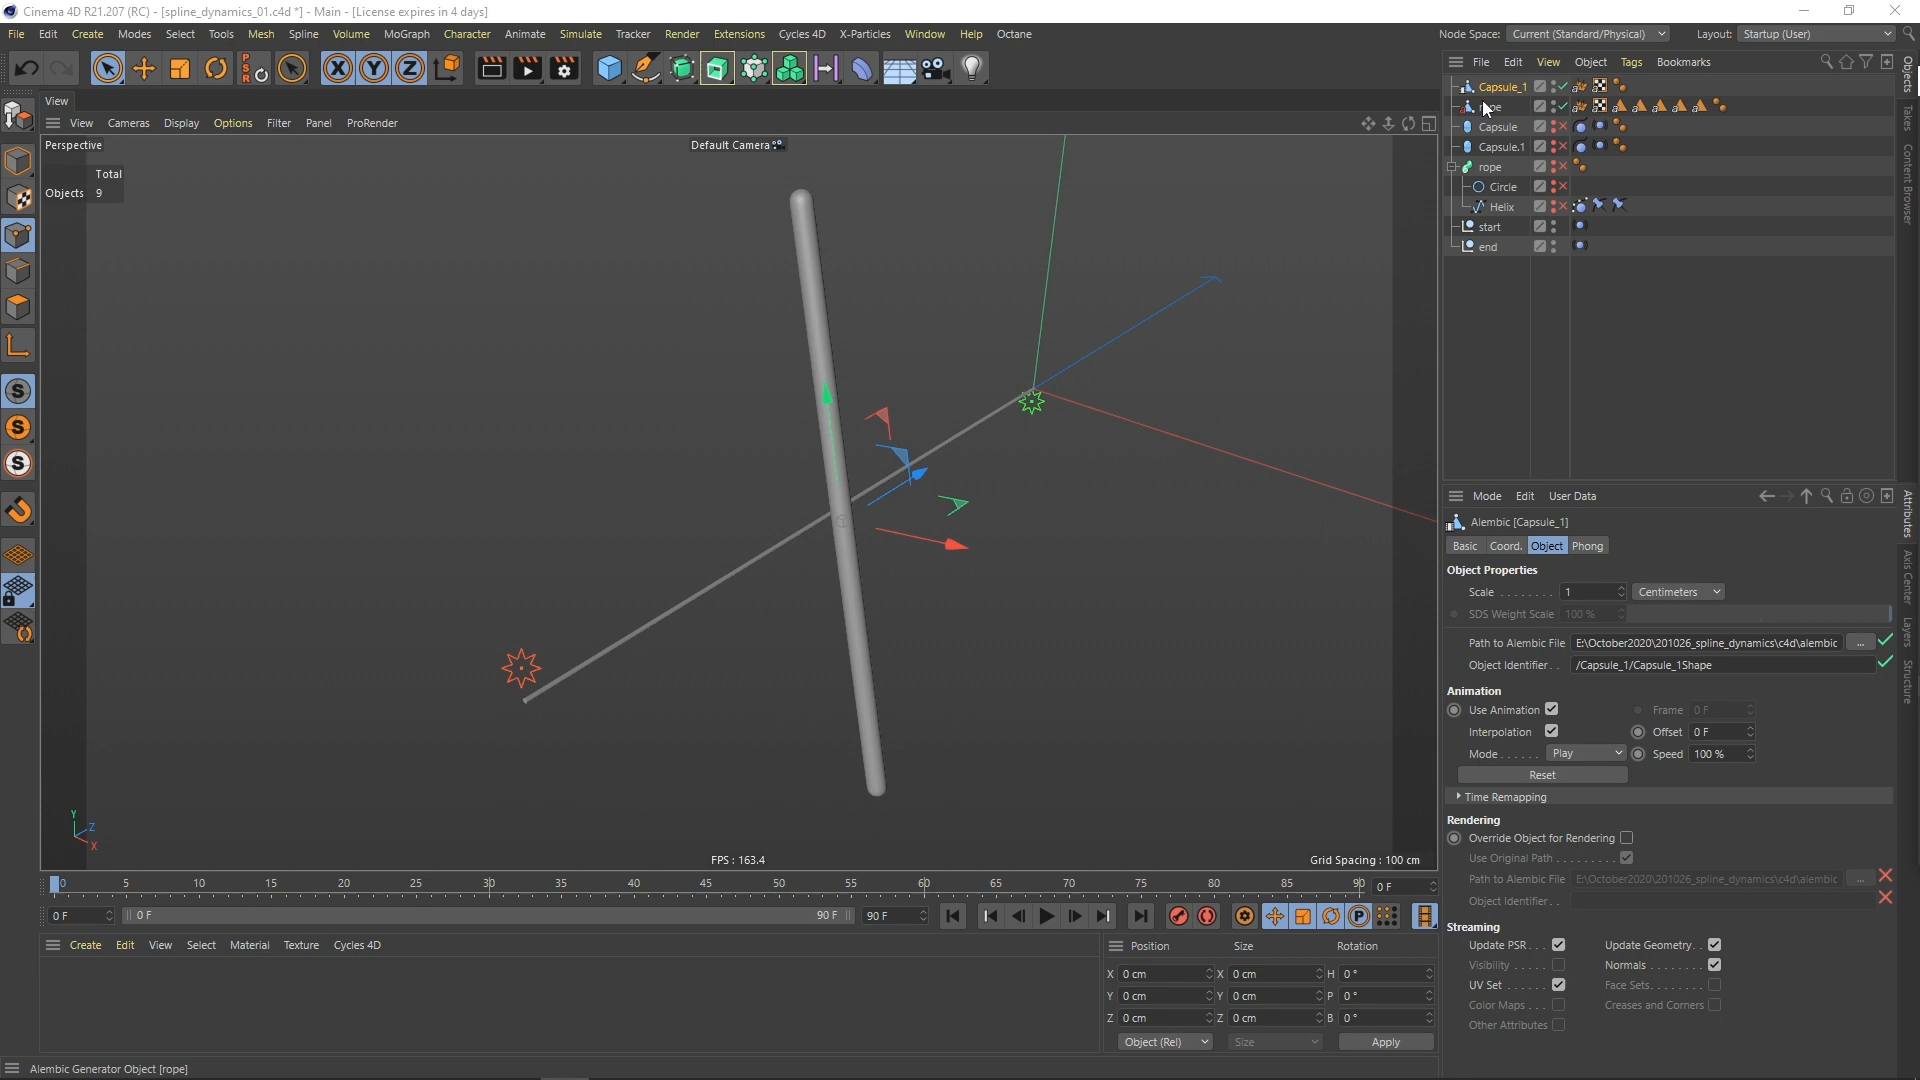 Cinema 4D R21.207 (RC) - [spline_dynamics_01.c4d *] - Main - [License expires in 4 days]
File Edit Create Modes Select Tools Mesh Spline Volume MoGraph Character Animate Simulate Tracker Render Extensions Cycles 4D X-Particles Window Help Octane
Node Space: Current (Standard/Physical) Layout: Startup (User)
PSR X Y Z
File Edit View Object Tags Bookmarks
Objects
Takes
Content Browser
Capsule_1
Capsule
Capsule.1
rope
Circle
Helix
start
end
View
View Cameras Display Options Filter Panel ProRender
Perspective
Default Camera
Total
Objects 9
Y
Z
X
FPS : 163.4
Grid Spacing : 100 cm
Mode Edit User Data
Attributes
Axis Center
Layers
Structure
Alembic [Capsule_1]
Basic Coord. Object Phong
Object Properties
Scale 1 Centimeters
SDS Weight Scale 100 %
Path to Alembic File E:\October2020\201026_spline_dynamics\c4d\alembic ...
Object Identifier . . /Capsule_1/Capsule_1Shape
Animation
Use Animation Frame 0 F
Interpolation Offset 0 F
Mode Play Speed 100 %
Reset
Time Remapping
Rendering
Override Object for Rendering
Use Original Path
Path to Alembic File E:\October2020\201026_spline_dynamics\c4d\alembic ...
Object Identifier . .
Streaming
Update PSR Update Geometry
Visibility Normals
UV Set Face Sets
Color Maps Creases and Corners
Other Attributes
0 5 10 15 20 25 30 35 40 45 50 55 60 65 70 75 80 85 90 0 F
0 F 0 F 90 F 90 F
P
Create Edit View Select Material Texture Cycles 4D
Position Size Rotation
X 0 cm X 0 cm H 0 °
Y 0 cm Y 0 cm P 0 °
Z 0 cm Z 0 cm B 0 °
Object (Rel) Size Apply
Alembic Generator Object [rope]